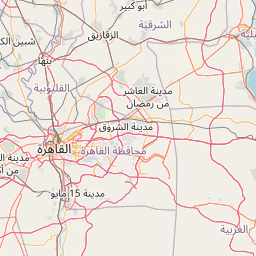 أبو كبير
الشرقية
الزقازيق
شبين الك
بنها
القليوبية
مدينة العاشر
من رمضان
مدينة الشروق
القاهرة
محافظة القاهرة
مدينة 15 مايو
الغربية